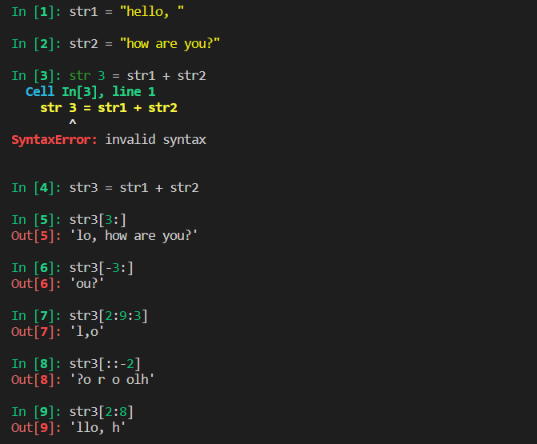 In [1]: str1 = "hello, "
In [2]: str2 = "how are you?"
In [3]: str 3 = str1 + str2
Cell In[3], line 1
str 3 = str1 + str2
^
SyntaxError: invalid syntax
In [4]: str3 = str1 + str2
In [5]: str3[3:]
Out[5]: 'lo, how are you?'
In [6]: str3[-3:]
Out[6]: 'ou?'
In [7]: str3[2:9:3]
Out[7]: 'l,o'
In [8]: str3[::-2]
Out[8]: '?o r o olh'
In [9]: str3[2:8]
Out[9]: 'llo, h'